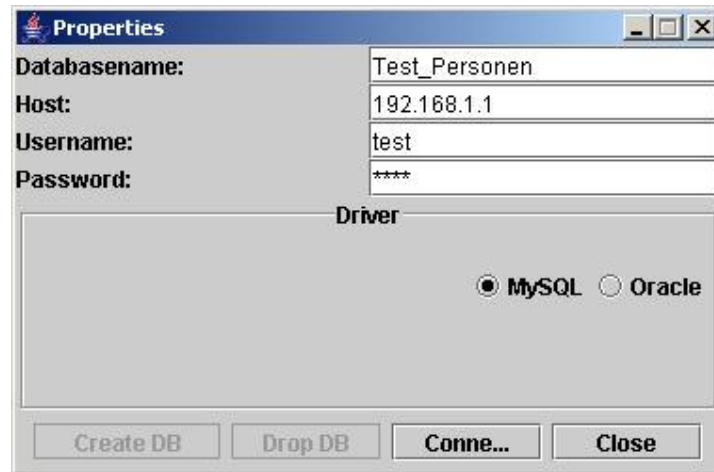 Properties
Databasename: Test_Personen
Host: 192.168.1.1
Username: test
Password: ****
Driver
MySQL Oracle
Create DB Drop DB Conne... Close